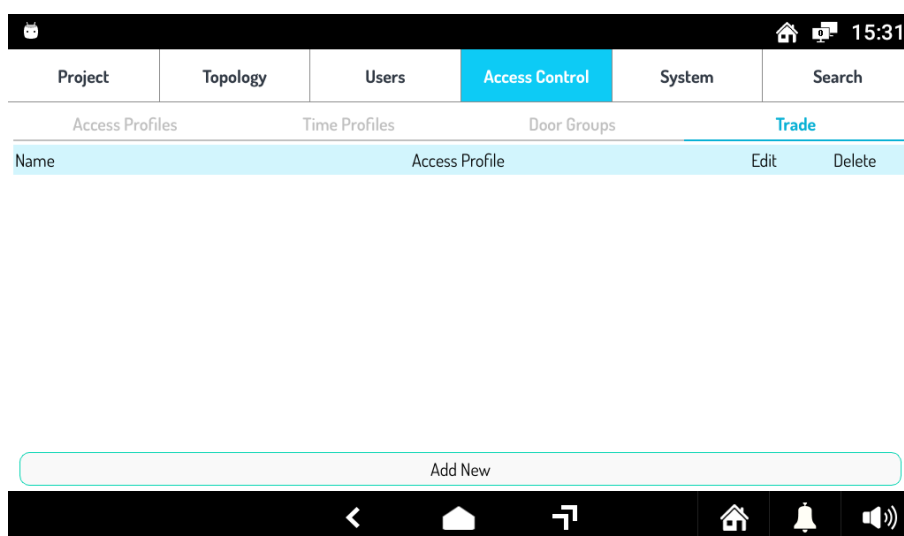 15:31
Project Topology Users Access Control System Search
Access Profiles Time Profiles Door Groups Trade
Name Access Profile Edit Delete
Add New